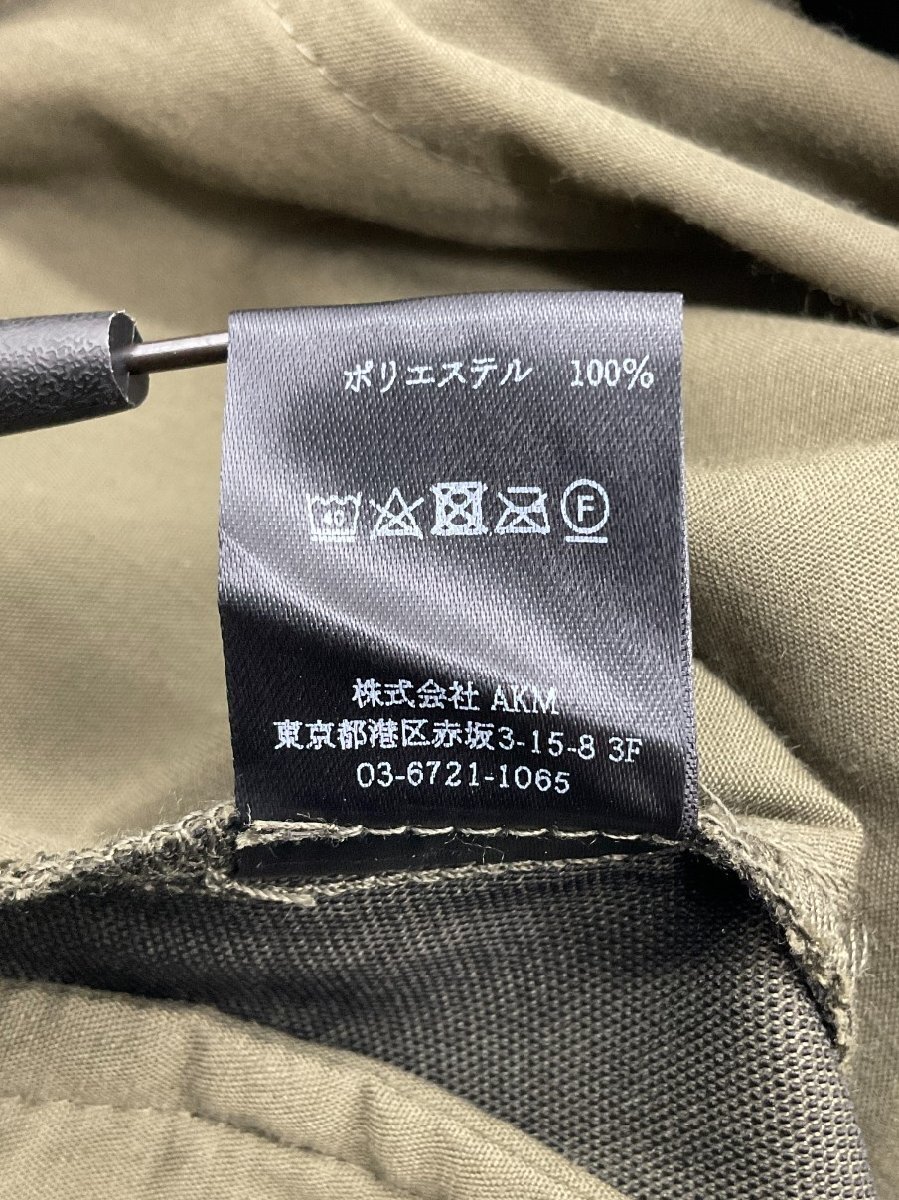 ポリエステル 100%
40 F
株式会社 AKM
東京都港区赤坂3-15-8 3F
03-6721-1065